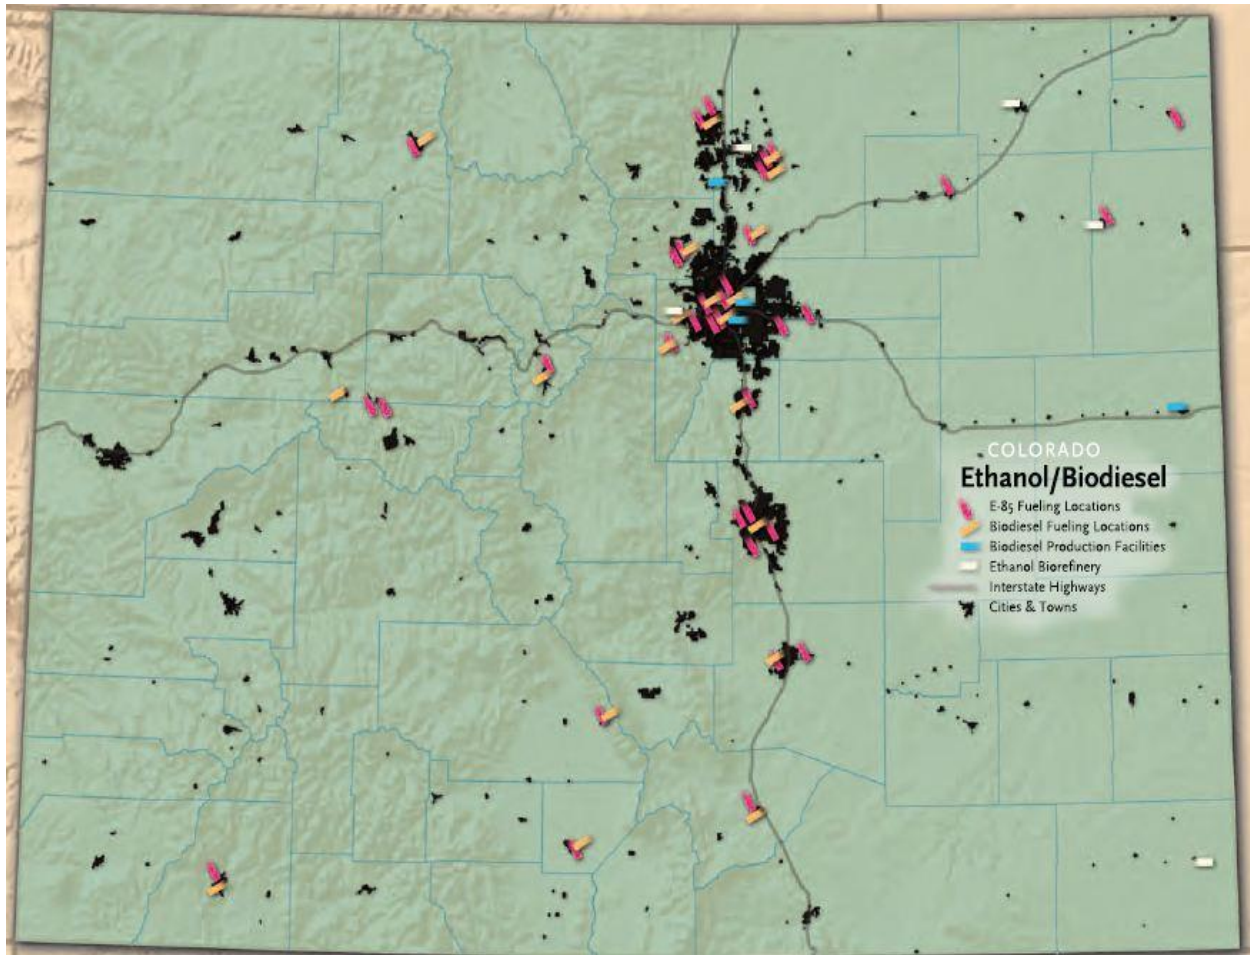 COLORADO
Ethanol/Biodiesel
E-85 Fueling Locations
Biodiesel Fueling Locations
Biodiesel Production Facilities
Ethanol Biorefinery
Interstate Highways
Cities & Towns